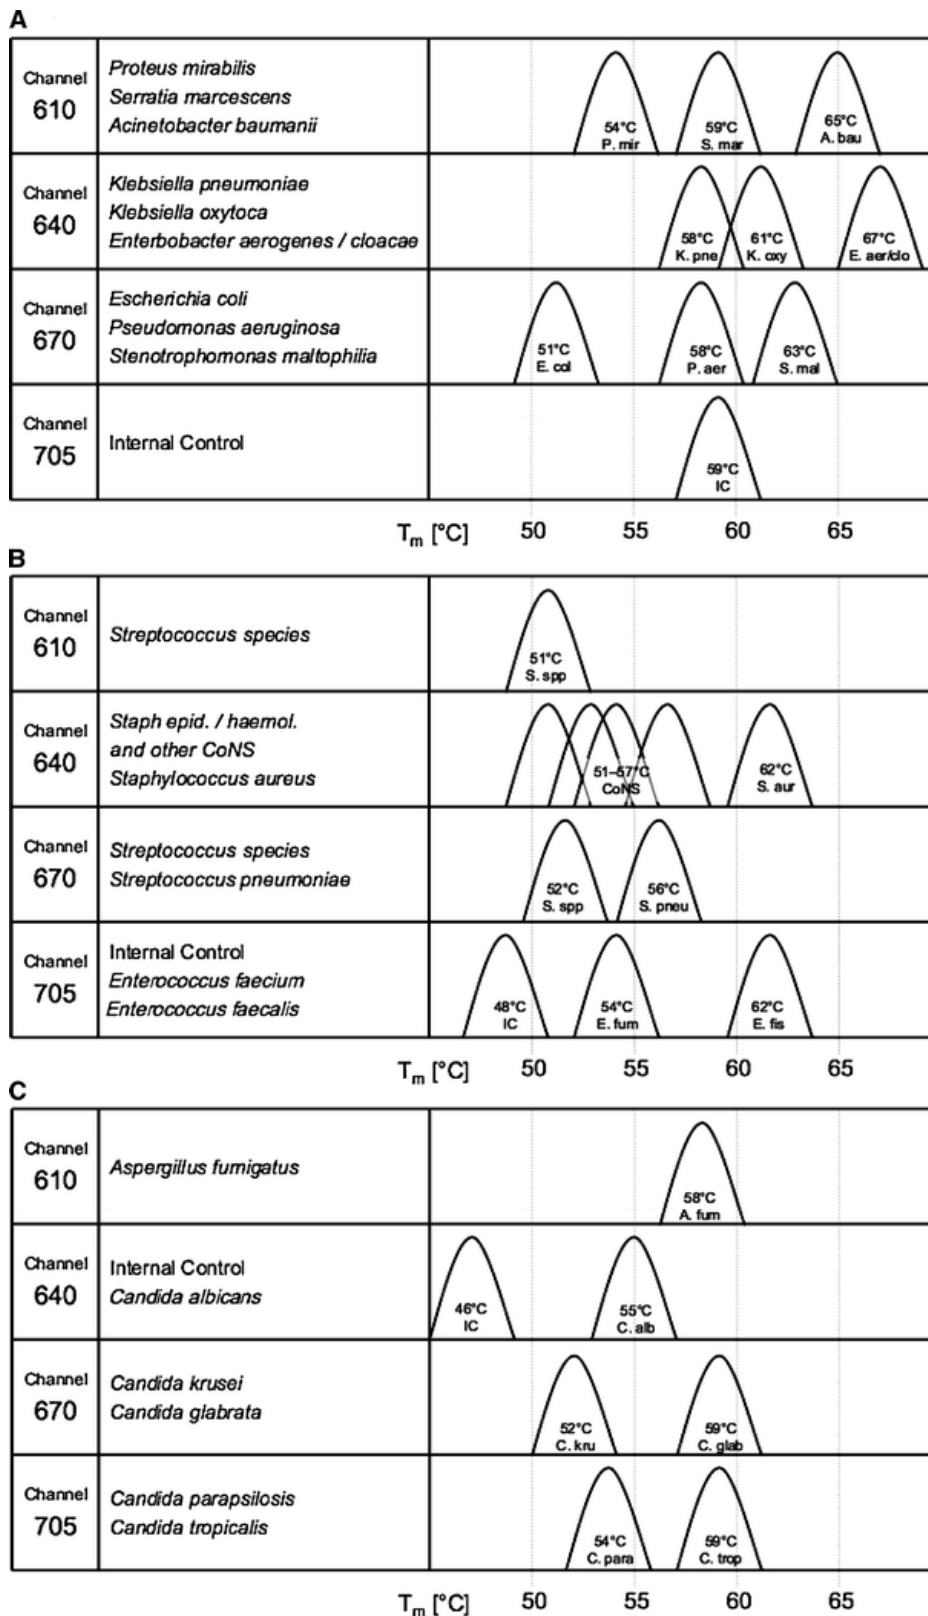 A
Channel
610
Proteus mirabilis
Serratia marcescens
Acinetobacter baumanii
54°C
P. mir
59°C
S. mar
65°C
A. bau
Channel
640
Klebsiella pneumoniae
Klebsiella oxytoca
Enterbobacter aerogenes / cloacae
58°C
K. pne
61°C
K. oxy
67°C
E. aer/clo
Channel
670
Escherichia coli
Pseudomonas aeruginosa
Stenotrophomonas maltophilia
51°C
E. col
58°C
P. aer
63°C
S. mal
Channel
705
Internal Control
59°C
IC
Tm [°C] 50 55 60 65
B
Channel
610
Streptococcus species
51°C
S. spp
Channel
640
Staph epid. / haemol.
and other CoNS
Staphylococcus aureus
51–57°C
CoNS
62°C
S. aur
Channel
670
Streptococcus species
Streptococcus pneumoniae
52°C
S. spp
56°C
S. pneu
Channel
705
Internal Control
Enterococcus faecium
Enterococcus faecalis
48°C
IC
54°C
E. fum
62°C
E. fis
Tm [°C] 50 55 60 65
C
Channel
610
Aspergillus fumigatus
58°C
A. fum
Channel
640
Internal Control
Candida albicans
46°C
IC
55°C
C. alb
Channel
670
Candida krusei
Candida glabrata
52°C
C. kru
59°C
C. glab
Channel
705
Candida parapsilosis
Candida tropicalis
54°C
C. para
59°C
C. trop
Tm [°C] 50 55 60 65